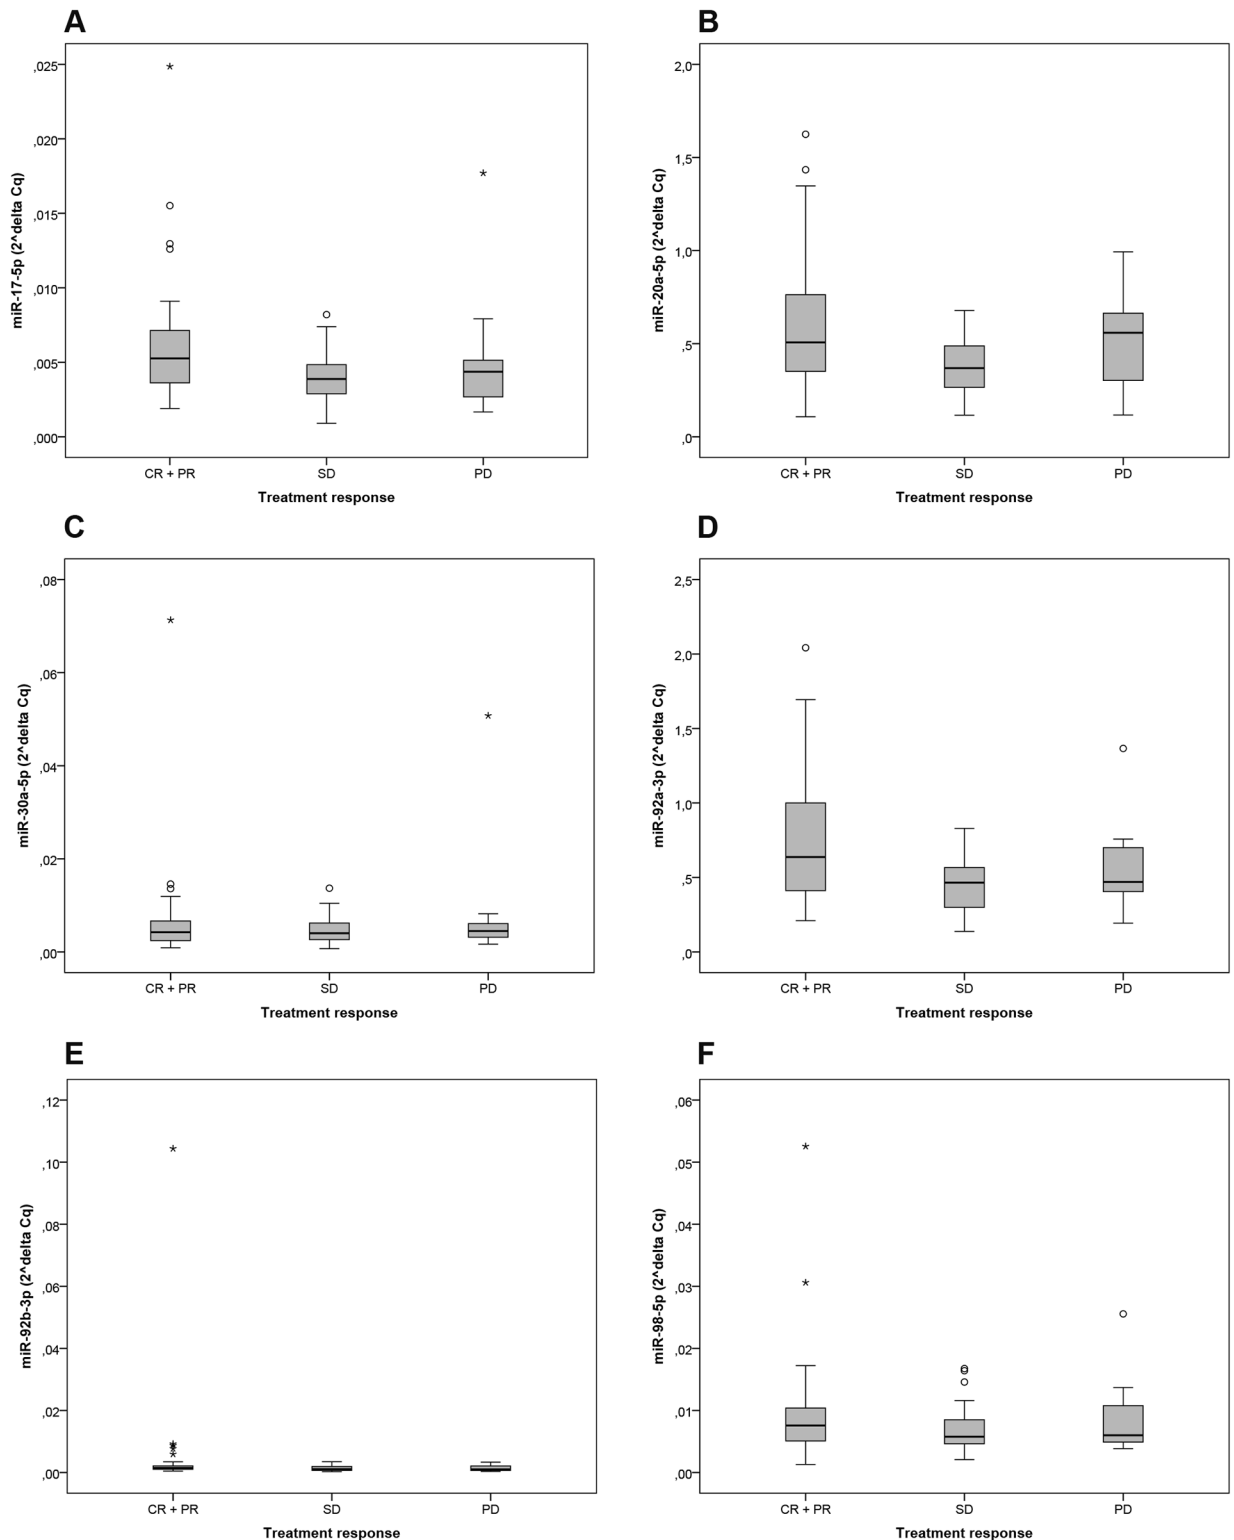 A
miR-17-5p (2^delta Cq)
,025
,020
,015
,010
,005
,000
CR + PR SD PD
Treatment response
B
miR-20a-5p (2^delta Cq)
2,0
1,5
1,0
,5
,0
CR + PR SD PD
Treatment response
C
miR-30a-5p (2^delta Cq)
,08
,06
,04
,02
,00
CR + PR SD PD
Treatment response
D
miR-92a-3p (2^delta Cq)
2,5
2,0
1,5
1,0
,5
,0
CR + PR SD PD
Treatment response
E
miR-92b-3p (2^delta Cq)
,12
,10
,08
,06
,04
,02
,00
CR + PR SD PD
Treatment response
F
miR-98-5p (2^delta Cq)
,06
,05
,04
,03
,02
,01
,00
CR + PR SD PD
Treatment response